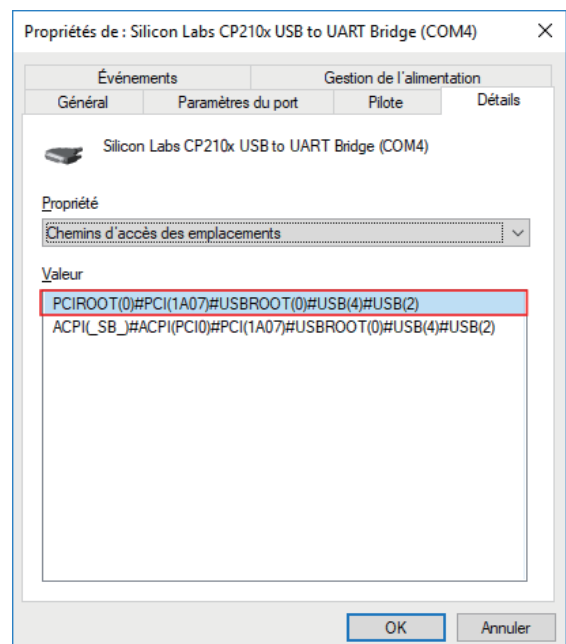 Propriétés de : Silicon Labs CP210x USB to UART Bridge (COM4)
Événements Gestion de l'alimentation
Général Paramètres du port Pilote Détails
Silicon Labs CP210x USB to UART Bridge (COM4)
Propriété
Chemins d'accès des emplacements
Valeur
PCIROOT(0)#PCI(1A07)#USBROOT(0)#USB(4)#USB(2)
ACPI(_SB_)#ACPI(PCI0)#PCI(1A07)#USBROOT(0)#USB(4)#USB(2)
OK Annuler